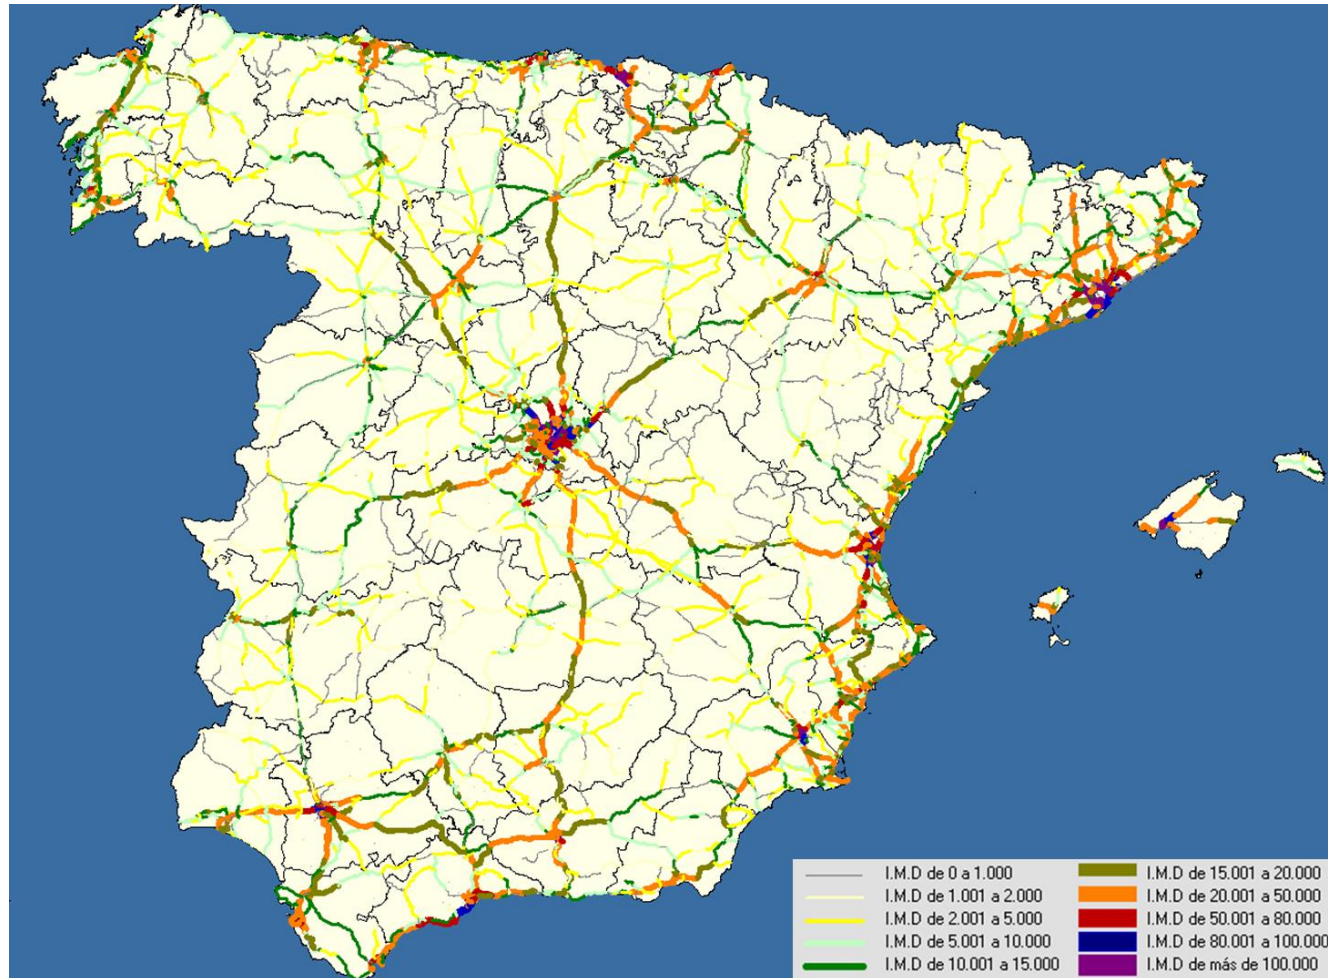 I.M.D de 0 a 1.000
I.M.D de 1.001 a 2.000
I.M.D de 2.001 a 5.000
I.M.D de 5.001 a 10.000
I.M.D de 10.001 a 15.000
I.M.D de 15.001 a 20.000
I.M.D de 20.001 a 50.000
I.M.D de 50.001 a 80.000
I.M.D de 80.001 a 100.000
I.M.D de más de 100.000